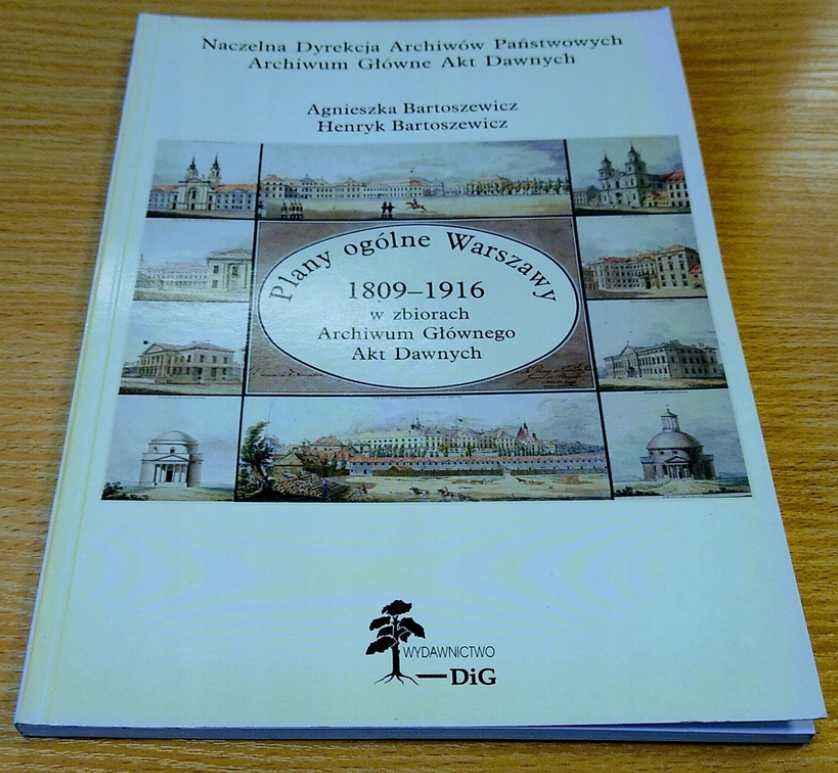 Naczelna Dyrekcja Archiwów Państwowych
Archiwum Główne Akt Dawnych
Agnieszka Bartoszewicz
Henryk Bartoszewicz
Plany ogólne Warszawy
1809–1916
w zbiorach
Archiwum Głównego
Akt Dawnych
WYDAWNICTWO
DiG